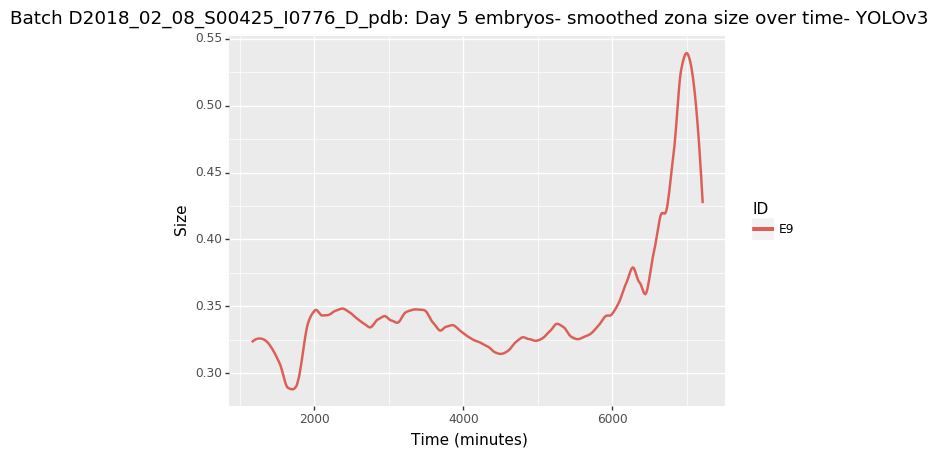 Batch D2018_02_08_S00425_I0776_D_pdb: Day 5 embryos- smoothed zona size over time- YOLOv3
0.55
0.50
0.45
0.40
0.35
0.30
Size
2000
4000
6000
Time (minutes)
ID
E9